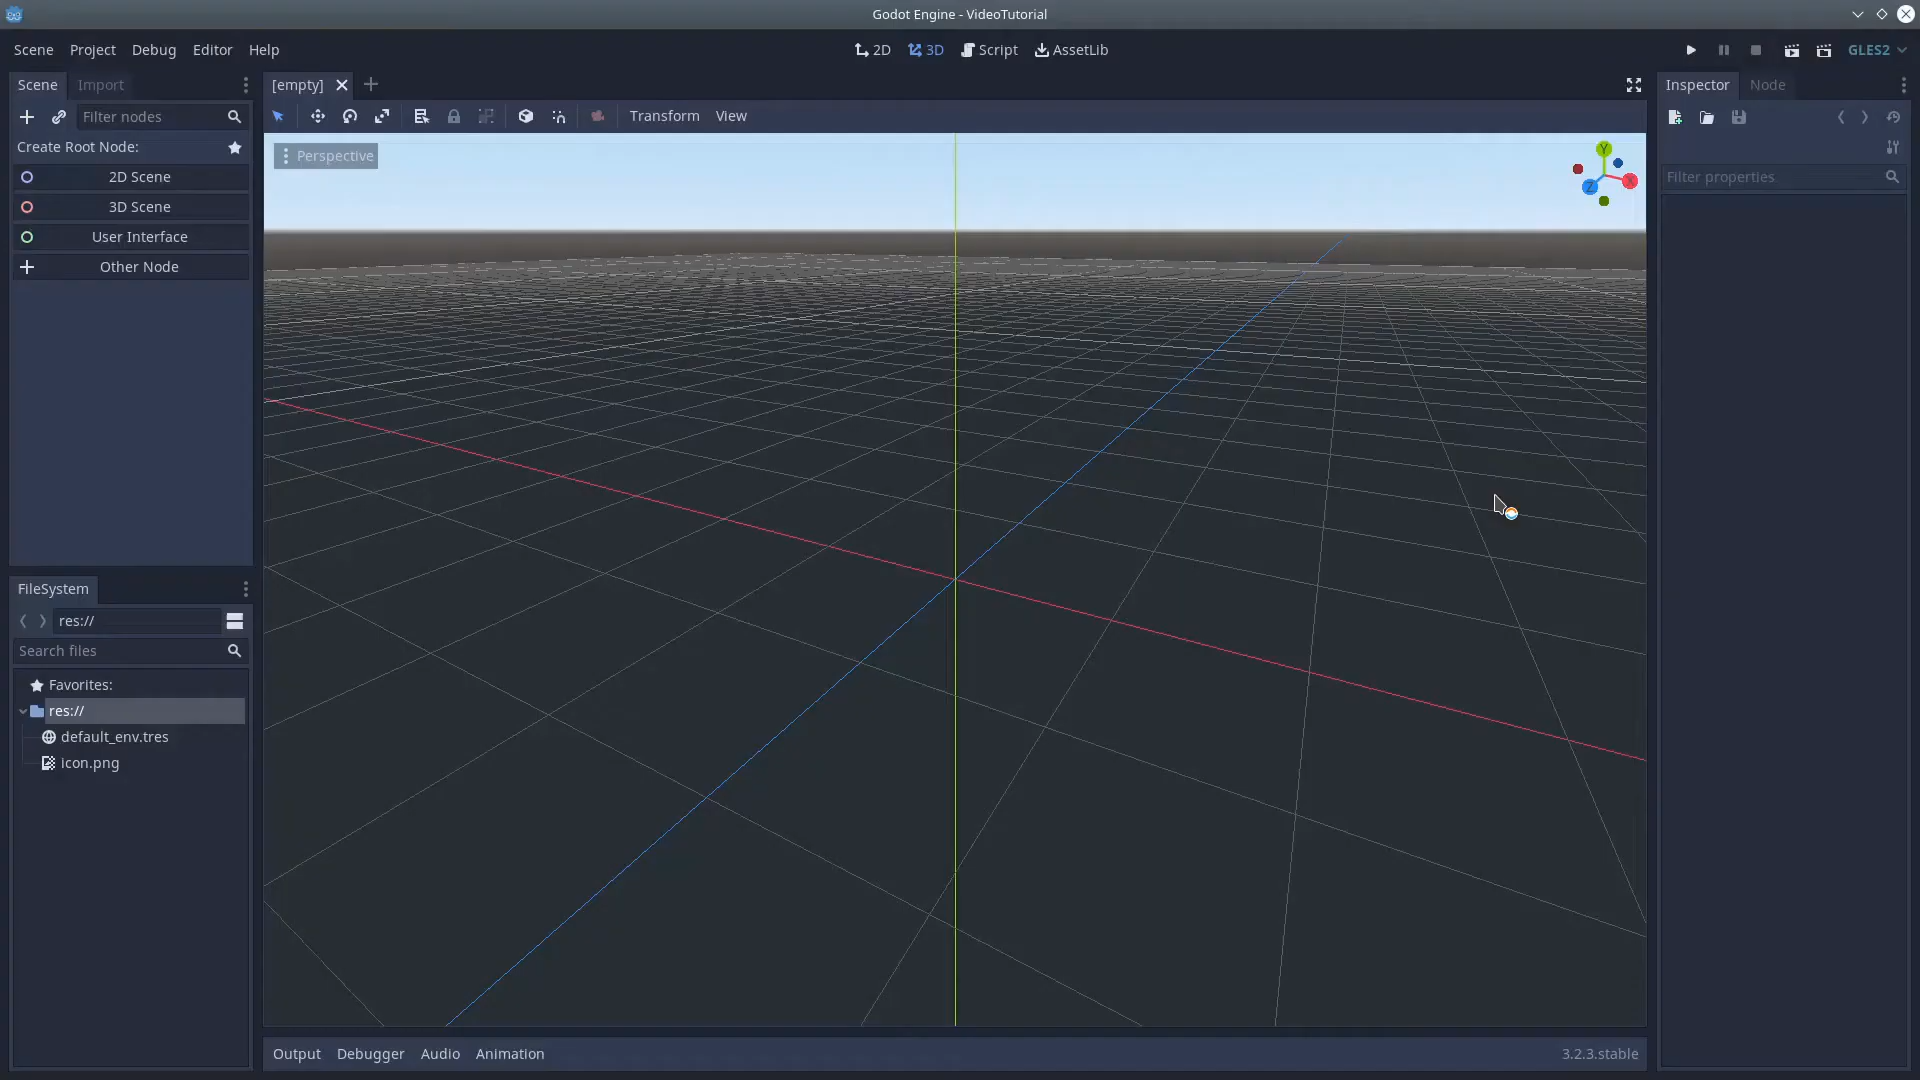 Godot Engine - VideoTutorial
Scene Project Debug Editor Help
2D 3D Script AssetLib
GLES2
Scene Import
[empty]
Inspector Node
Filter nodes
Transform View
Create Root Node:
Perspective
Y
X
Z
2D Scene
Filter properties
3D Scene
User Interface
Other Node
FileSystem
res://
Search files
Favorites:
res://
default_env.tres
icon.png
Output Debugger Audio Animation
3.2.3.stable